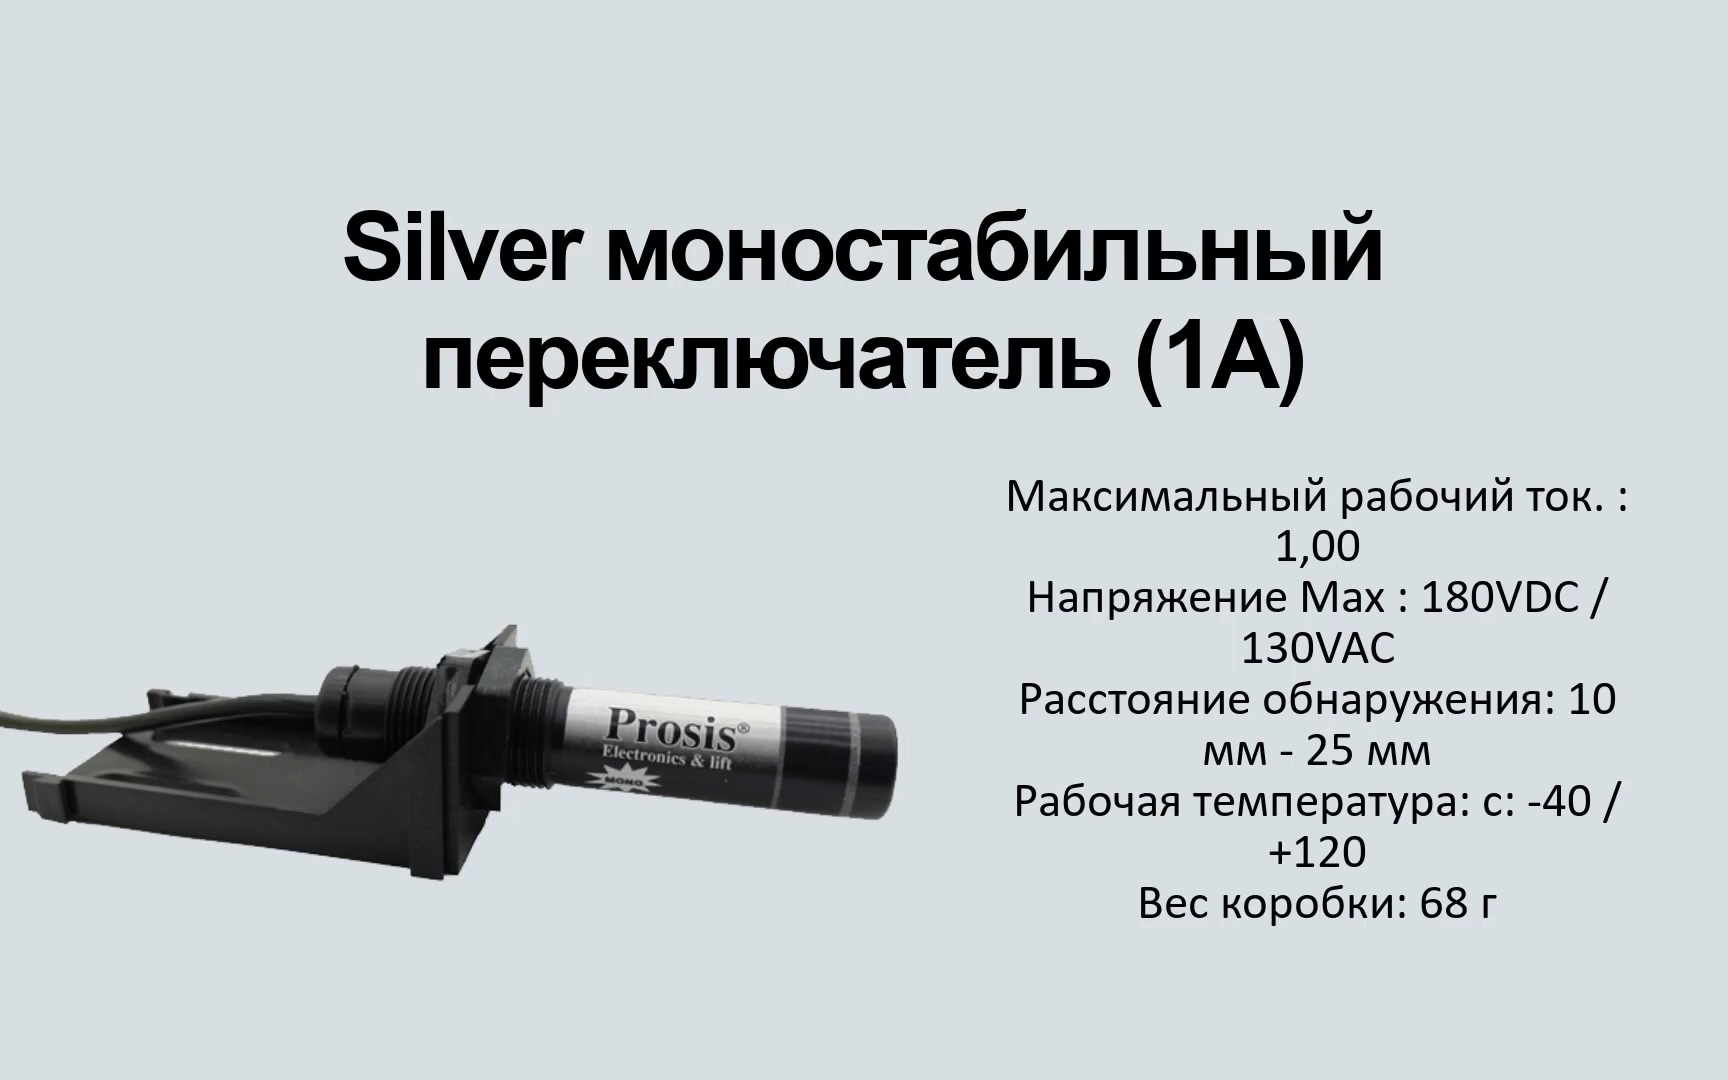 Silver моностабильный
переключатель (1А)
Максимальный рабочий ток. :
1,00
Напряжение Max : 180VDC /
130VAC
Расстояние обнаружения: 10
мм - 25 мм
Рабочая температура: с: -40 /
+120
Вес коробки: 68 г
Prosis®
Electronics & lift
MONO